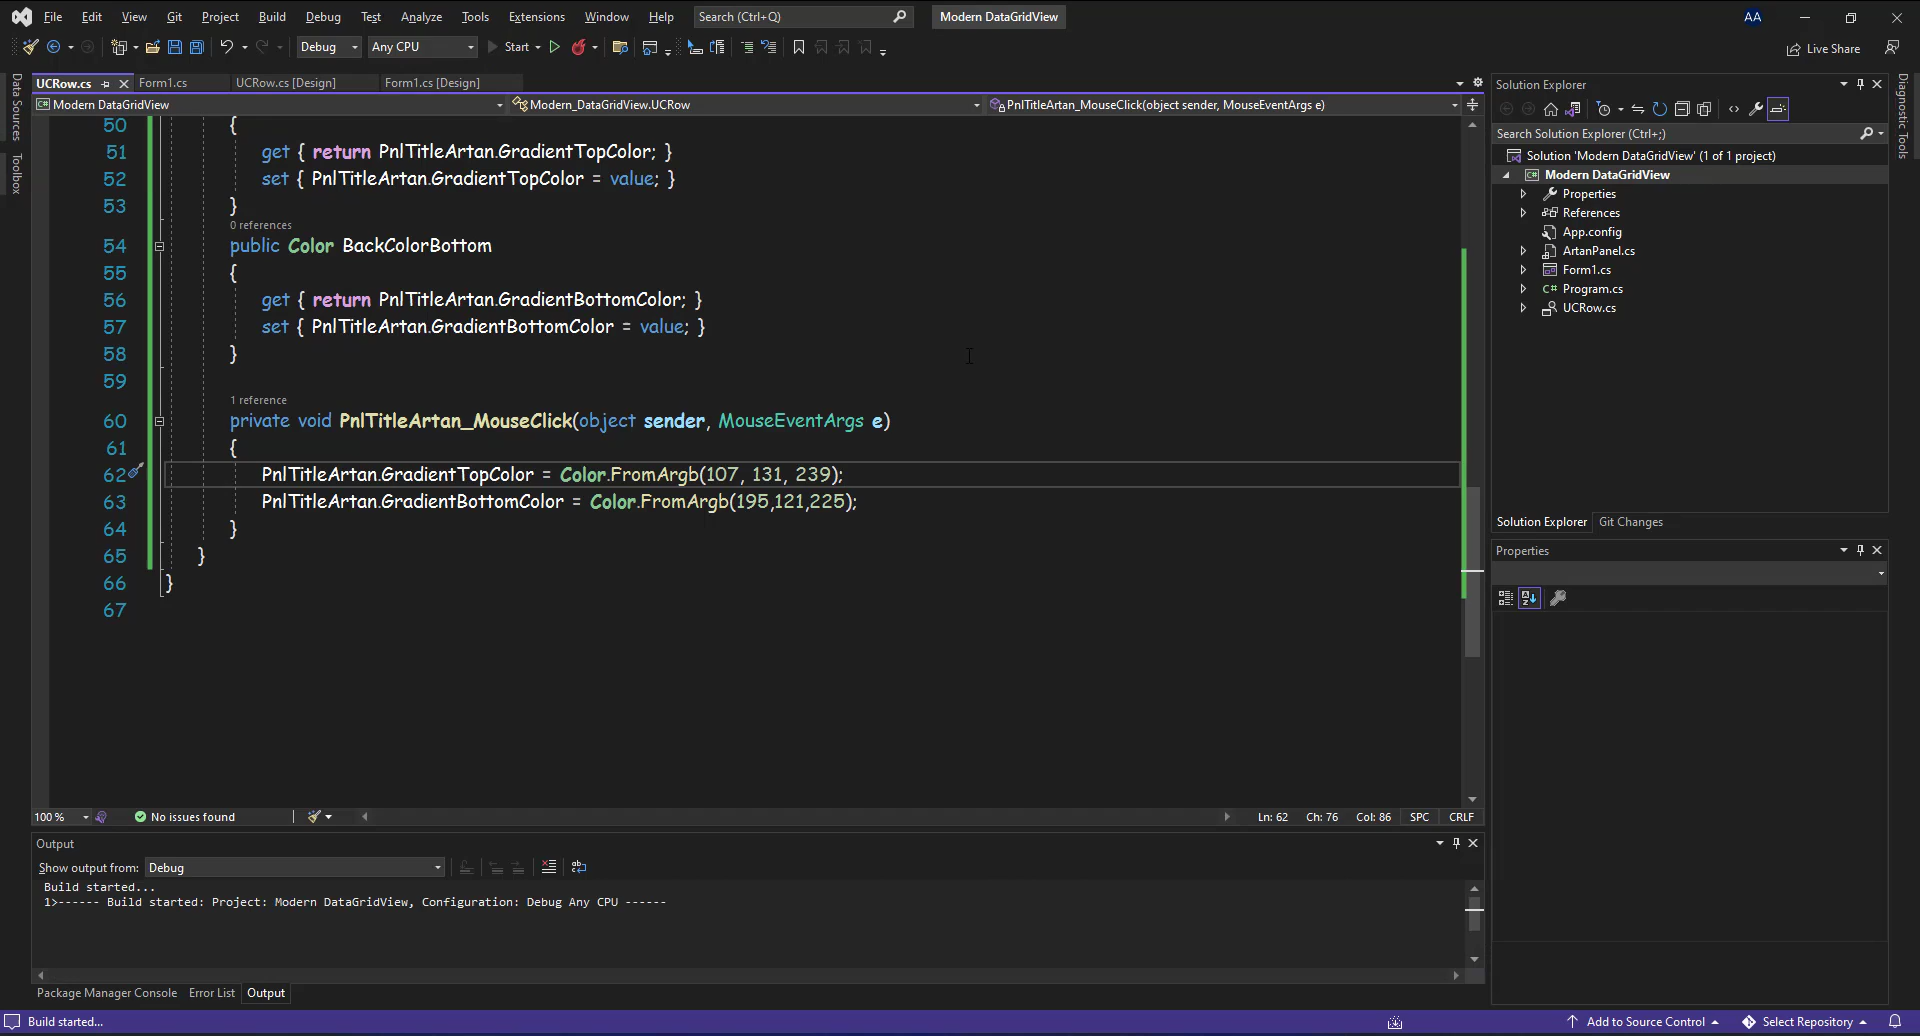 File Edit View Git Project Build Debug Test Analyze Tools Extensions Window Help Search (Ctrl+Q) Modern DataGridView AA
Debug Any CPU Start Live Share
UCRow.cs Form1.cs UCRow.cs [Design] Form1.cs [Design]
Modern DataGridView Modern_DataGridView.UCRow PnlTitleArtan_MouseClick(object sender, MouseEventArgs e)
Data Sources
Toolbox
50 {
51 get { return PnlTitleArtan.GradientTopColor; }
52 set { PnlTitleArtan.GradientTopColor = value; }
53 }
0 references
54 public Color BackColorBottom
55 {
56 get { return PnlTitleArtan.GradientBottomColor; }
57 set { PnlTitleArtan.GradientBottomColor = value; }
58 }
59
1 reference
60 private void PnlTitleArtan_MouseClick(object sender, MouseEventArgs e)
61 {
62 PnlTitleArtan.GradientTopColor = Color.FromArgb(107, 131, 239);
63 PnlTitleArtan.GradientBottomColor = Color.FromArgb(195,121,225);
64 }
65 }
66 }
67
100 % No issues found Ln: 62 Ch: 76 Col: 86 SPC CRLF
Output
Show output from: Debug
Build started...
1>------ Build started: Project: Modern DataGridView, Configuration: Debug Any CPU ------
Package Manager Console Error List Output
Solution Explorer
Search Solution Explorer (Ctrl+;)
Solution 'Modern DataGridView' (1 of 1 project)
C# Modern DataGridView
Properties
References
App.config
ArtanPanel.cs
Form1.cs
C# Program.cs
UCRow.cs
Solution Explorer Git Changes
Properties
Diagnostic Tools
Build started... Add to Source Control Select Repository